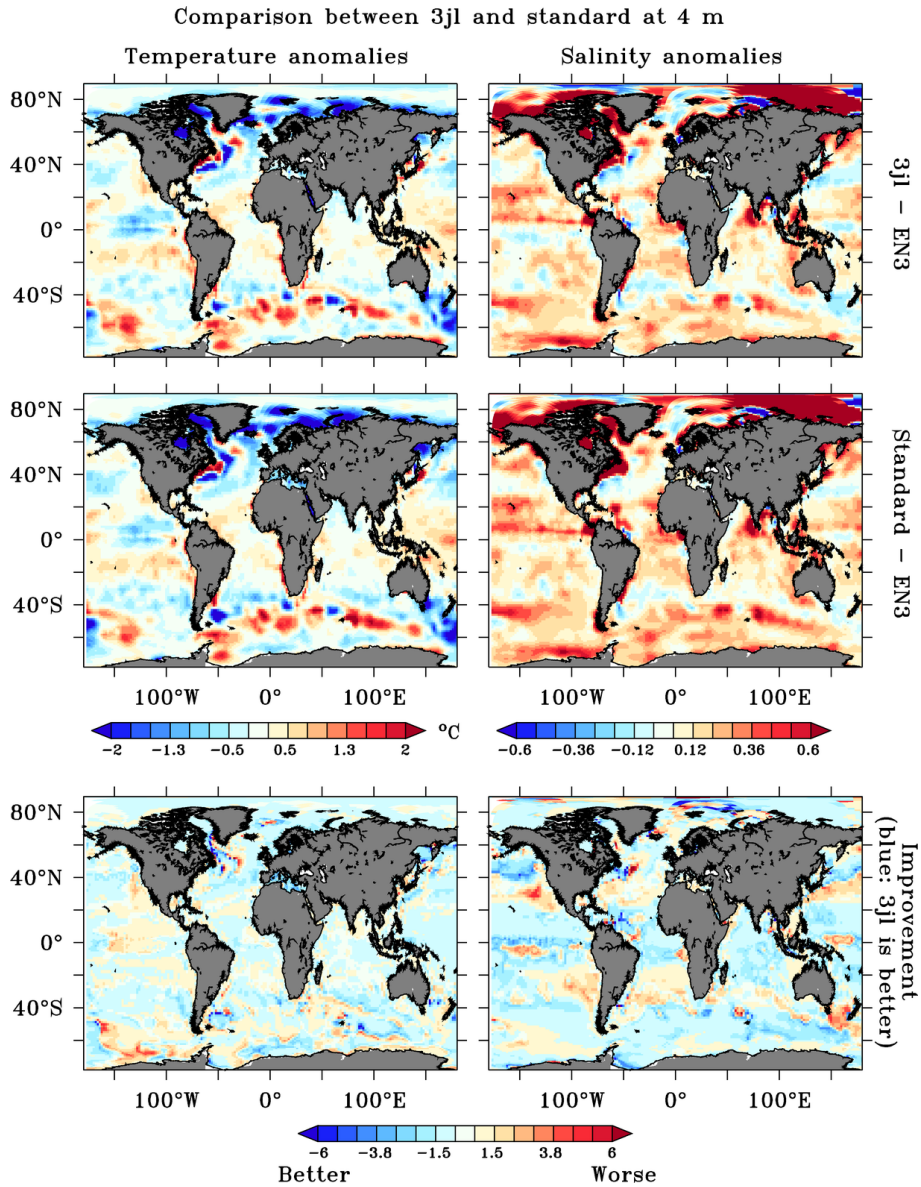 Comparison between 3jl and standard at 4 m
Temperature anomalies
Salinity anomalies
80°N
40°N
0°
40°S
3jl − EN3
80°N
40°N
0°
40°S
Standard − EN3
100°W
0°
100°E
100°W
0°
100°E
−2
−1.3
−0.5
0.5
1.3
2
°C
−0.6
−0.36
−0.12
0.12
0.36
0.6
80°N
40°N
0°
40°S
Improvement
(blue: 3jl is better)
100°W
0°
100°E
100°W
0°
100°E
−6
−3.8
−1.5
1.5
3.8
6
Better
Worse